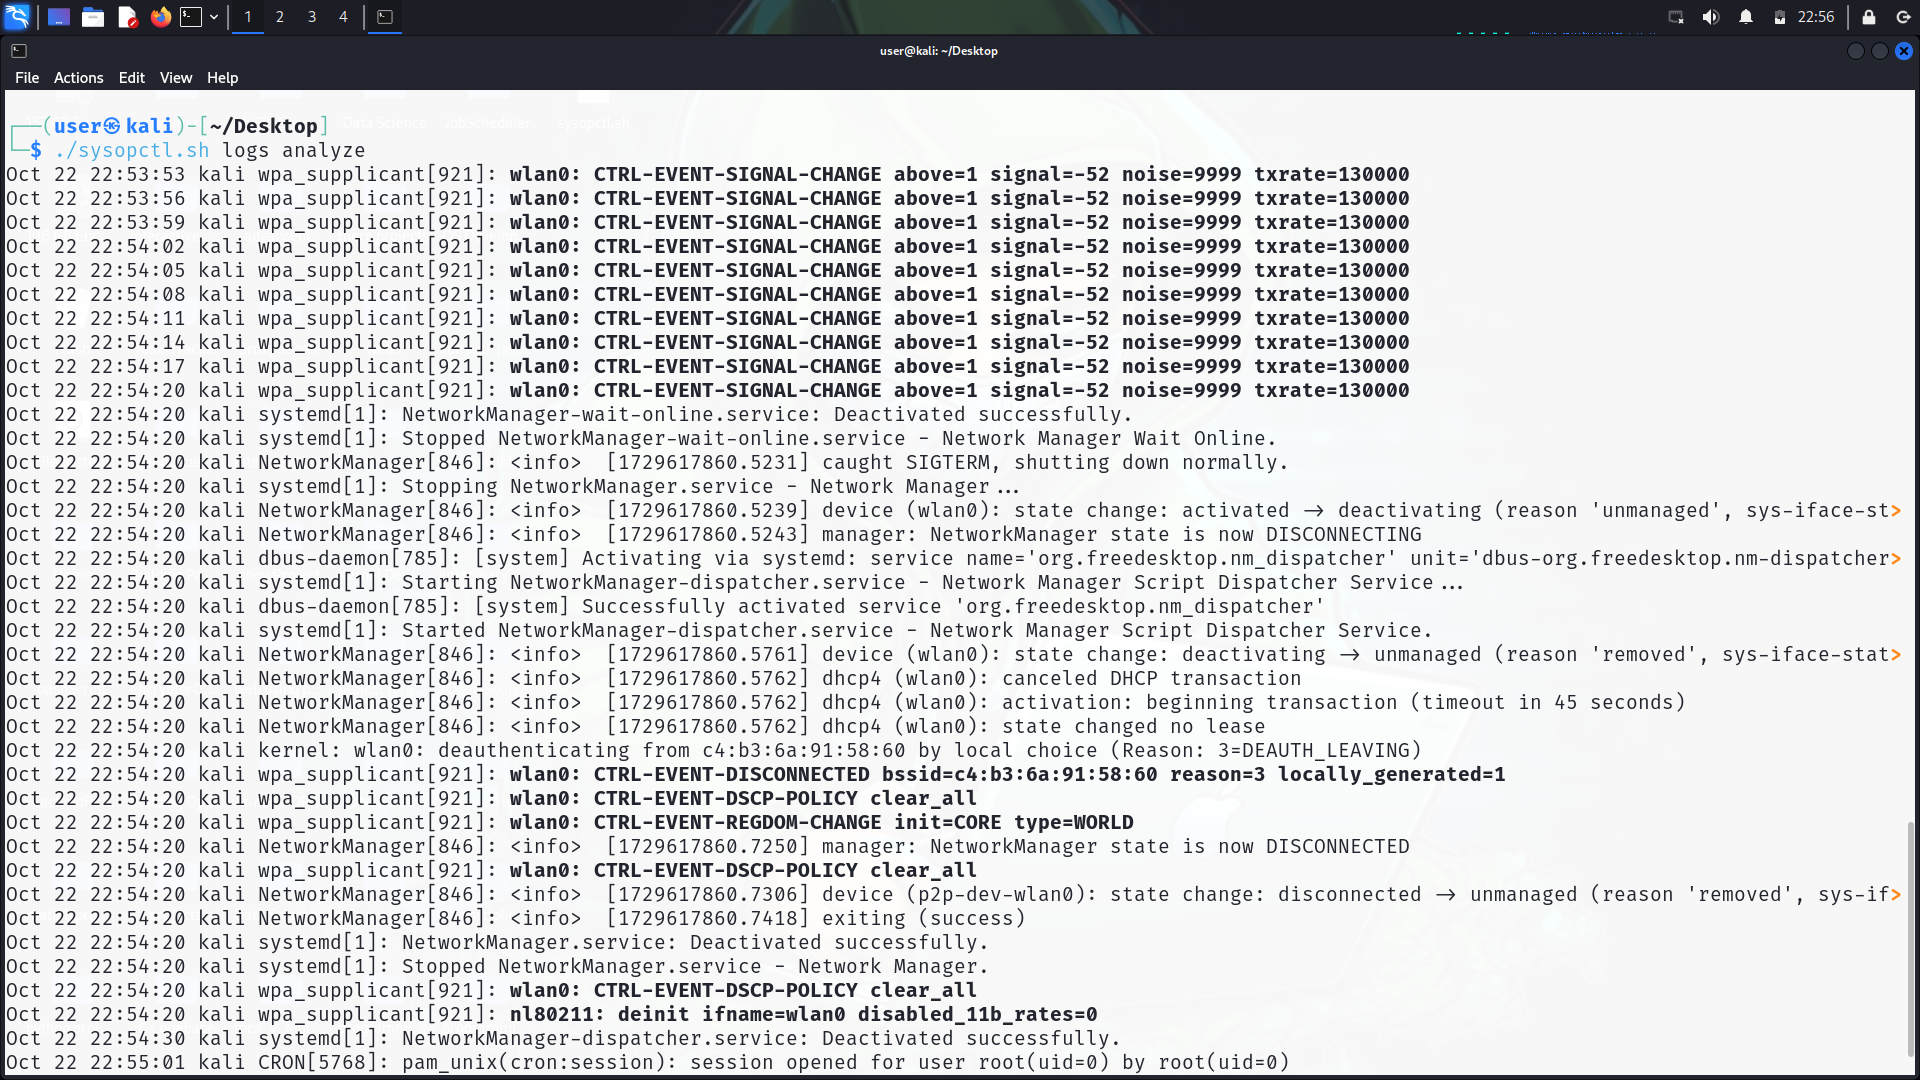 1 2 3 4
22:56
user@kali: ~/Desktop
File Actions Edit View Help
Data Science JobScheduler sysopctl.sh
┌──(user㉿kali)-[~/Desktop]
└─$ ./sysopctl.sh logs analyze
Oct 22 22:53:53 kali wpa_supplicant[921]: wlan0: CTRL-EVENT-SIGNAL-CHANGE above=1 signal=-52 noise=9999 txrate=130000
Oct 22 22:53:56 kali wpa_supplicant[921]: wlan0: CTRL-EVENT-SIGNAL-CHANGE above=1 signal=-52 noise=9999 txrate=130000
Oct 22 22:53:59 kali wpa_supplicant[921]: wlan0: CTRL-EVENT-SIGNAL-CHANGE above=1 signal=-52 noise=9999 txrate=130000
Oct 22 22:54:02 kali wpa_supplicant[921]: wlan0: CTRL-EVENT-SIGNAL-CHANGE above=1 signal=-52 noise=9999 txrate=130000
Oct 22 22:54:05 kali wpa_supplicant[921]: wlan0: CTRL-EVENT-SIGNAL-CHANGE above=1 signal=-52 noise=9999 txrate=130000
Oct 22 22:54:08 kali wpa_supplicant[921]: wlan0: CTRL-EVENT-SIGNAL-CHANGE above=1 signal=-52 noise=9999 txrate=130000
Oct 22 22:54:11 kali wpa_supplicant[921]: wlan0: CTRL-EVENT-SIGNAL-CHANGE above=1 signal=-52 noise=9999 txrate=130000
Oct 22 22:54:14 kali wpa_supplicant[921]: wlan0: CTRL-EVENT-SIGNAL-CHANGE above=1 signal=-52 noise=9999 txrate=130000
Oct 22 22:54:17 kali wpa_supplicant[921]: wlan0: CTRL-EVENT-SIGNAL-CHANGE above=1 signal=-52 noise=9999 txrate=130000
Oct 22 22:54:20 kali wpa_supplicant[921]: wlan0: CTRL-EVENT-SIGNAL-CHANGE above=1 signal=-52 noise=9999 txrate=130000
Oct 22 22:54:20 kali systemd[1]: NetworkManager-wait-online.service: Deactivated successfully.
Oct 22 22:54:20 kali systemd[1]: Stopped NetworkManager-wait-online.service - Network Manager Wait Online.
Oct 22 22:54:20 kali NetworkManager[846]: <info>  [1729617860.5231] caught SIGTERM, shutting down normally.
Oct 22 22:54:20 kali systemd[1]: Stopping NetworkManager.service - Network Manager...
Oct 22 22:54:20 kali NetworkManager[846]: <info>  [1729617860.5239] device (wlan0): state change: activated -> deactivating (reason 'unmanaged', sys-iface-st>
Oct 22 22:54:20 kali NetworkManager[846]: <info>  [1729617860.5243] manager: NetworkManager state is now DISCONNECTING
Oct 22 22:54:20 kali dbus-daemon[785]: [system] Activating via systemd: service name='org.freedesktop.nm_dispatcher' unit='dbus-org.freedesktop.nm-dispatcher>
Oct 22 22:54:20 kali systemd[1]: Starting NetworkManager-dispatcher.service - Network Manager Script Dispatcher Service...
Oct 22 22:54:20 kali dbus-daemon[785]: [system] Successfully activated service 'org.freedesktop.nm_dispatcher'
Oct 22 22:54:20 kali systemd[1]: Started NetworkManager-dispatcher.service - Network Manager Script Dispatcher Service.
Oct 22 22:54:20 kali NetworkManager[846]: <info>  [1729617860.5761] device (wlan0): state change: deactivating -> unmanaged (reason 'removed', sys-iface-stat>
Oct 22 22:54:20 kali NetworkManager[846]: <info>  [1729617860.5762] dhcp4 (wlan0): canceled DHCP transaction
Oct 22 22:54:20 kali NetworkManager[846]: <info>  [1729617860.5762] dhcp4 (wlan0): activation: beginning transaction (timeout in 45 seconds)
Oct 22 22:54:20 kali NetworkManager[846]: <info>  [1729617860.5762] dhcp4 (wlan0): state changed no lease
Oct 22 22:54:20 kali kernel: wlan0: deauthenticating from c4:b3:6a:91:58:60 by local choice (Reason: 3=DEAUTH_LEAVING)
Oct 22 22:54:20 kali wpa_supplicant[921]: wlan0: CTRL-EVENT-DISCONNECTED bssid=c4:b3:6a:91:58:60 reason=3 locally_generated=1
Oct 22 22:54:20 kali wpa_supplicant[921]: wlan0: CTRL-EVENT-DSCP-POLICY clear_all
Oct 22 22:54:20 kali wpa_supplicant[921]: wlan0: CTRL-EVENT-REGDOM-CHANGE init=CORE type=WORLD
Oct 22 22:54:20 kali NetworkManager[846]: <info>  [1729617860.7250] manager: NetworkManager state is now DISCONNECTED
Oct 22 22:54:20 kali wpa_supplicant[921]: wlan0: CTRL-EVENT-DSCP-POLICY clear_all
Oct 22 22:54:20 kali NetworkManager[846]: <info>  [1729617860.7306] device (p2p-dev-wlan0): state change: disconnected -> unmanaged (reason 'removed', sys-if>
Oct 22 22:54:20 kali NetworkManager[846]: <info>  [1729617860.7418] exiting (success)
Oct 22 22:54:20 kali systemd[1]: NetworkManager.service: Deactivated successfully.
Oct 22 22:54:20 kali systemd[1]: Stopped NetworkManager.service - Network Manager.
Oct 22 22:54:20 kali wpa_supplicant[921]: wlan0: CTRL-EVENT-DSCP-POLICY clear_all
Oct 22 22:54:20 kali wpa_supplicant[921]: nl80211: deinit ifname=wlan0 disabled_11b_rates=0
Oct 22 22:54:30 kali systemd[1]: NetworkManager-dispatcher.service: Deactivated successfully.
Oct 22 22:55:01 kali CRON[5768]: pam_unix(cron:session): session opened for user root(uid=0) by root(uid=0)